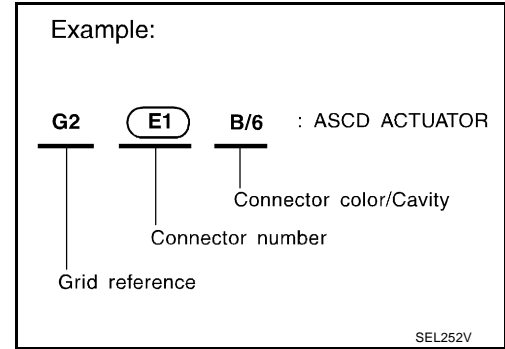 Example:
G2 E1 B/6 : ASCD ACTUATOR
Connector color/Cavity
Connector number
Grid reference
SEL252V